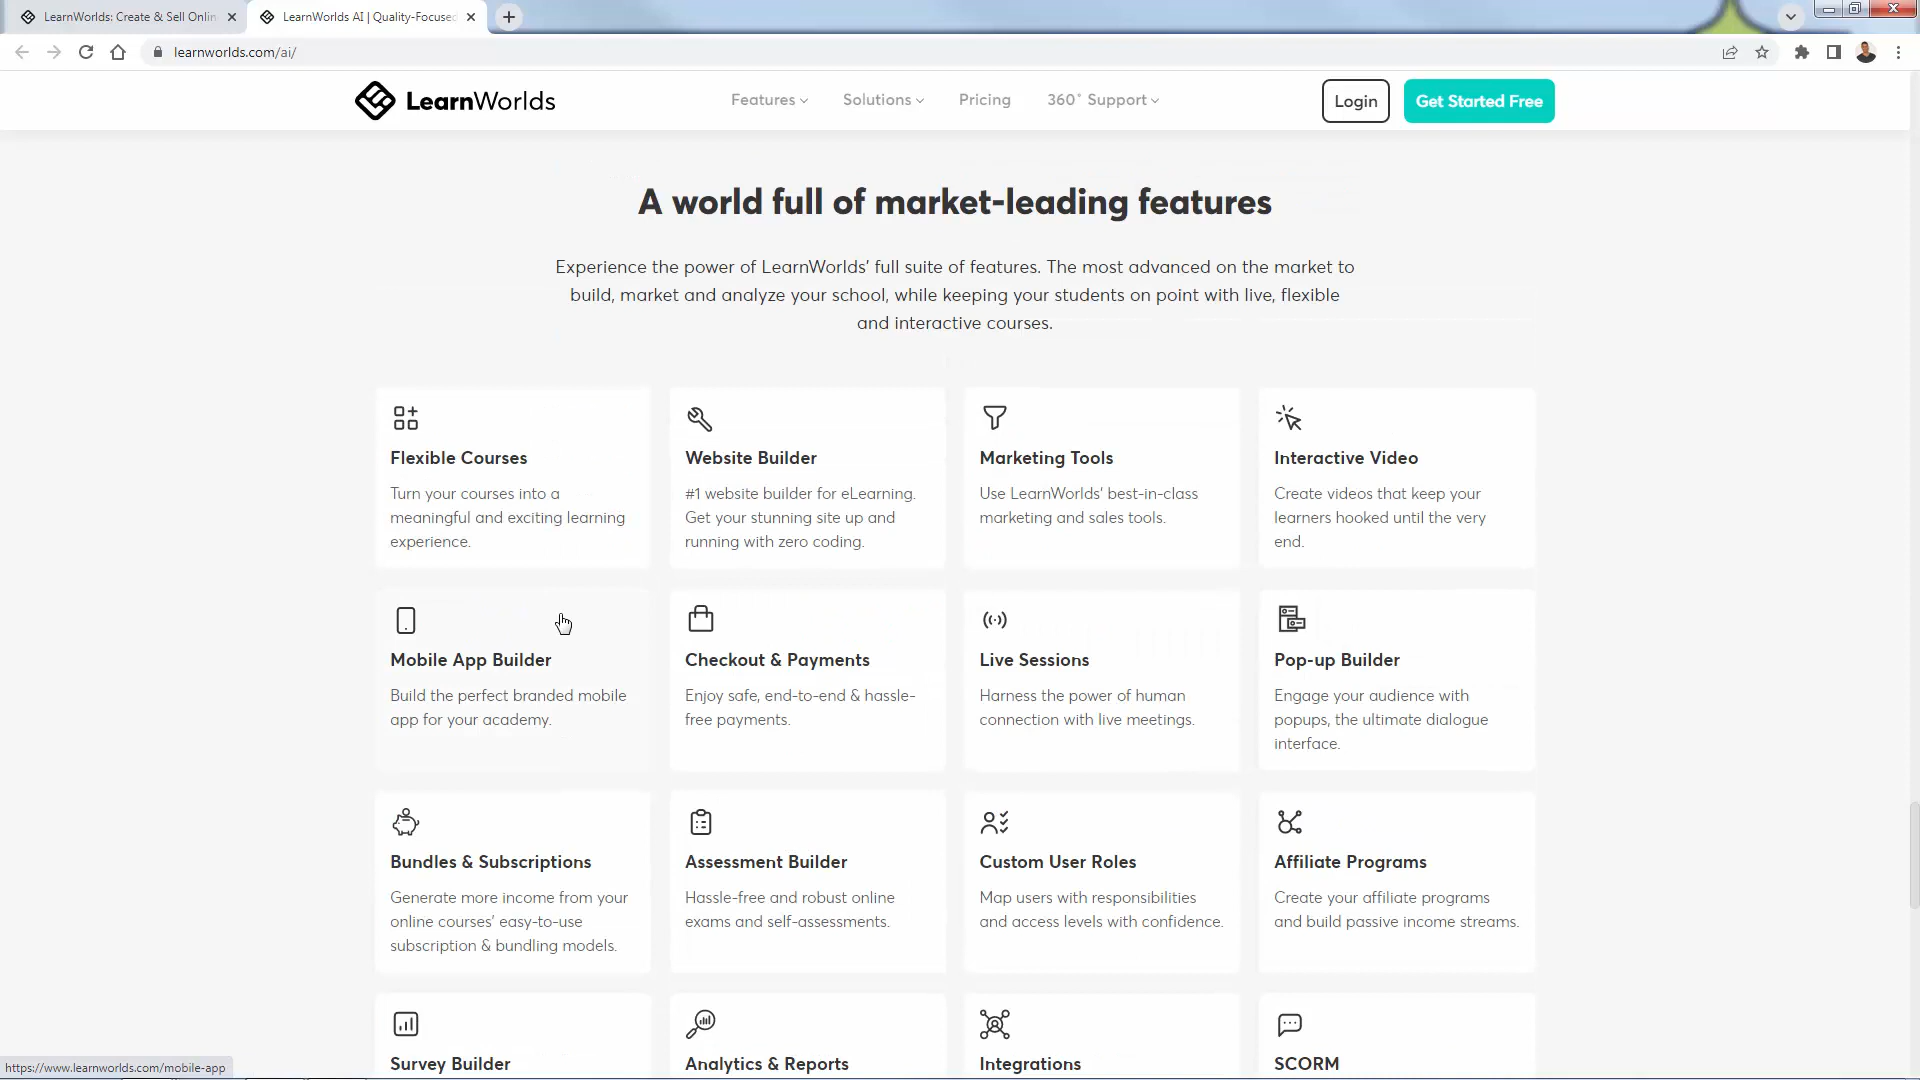 LearnWorlds: Create & Sell Onlin
LearnWorlds AI | Quality-Focused
learnworlds.com/ai/
LearnWorlds
Features
Solutions
Pricing
360° Support
Login
Get Started Free
A world full of market-leading features
Experience the power of LearnWorlds' full suite of features. The most advanced on the market to
build, market and analyze your school, while keeping your students on point with live, flexible
and interactive courses.
Flexible Courses
Turn your courses into a
meaningful and exciting learning
experience.
Website Builder
#1 website builder for eLearning.
Get your stunning site up and
running with zero coding.
Marketing Tools
Use LearnWorlds' best-in-class
marketing and sales tools.
Interactive Video
Create videos that keep your
learners hooked until the very
end.
Mobile App Builder
Build the perfect branded mobile
app for your academy.
Checkout & Payments
Enjoy safe, end-to-end & hassle-
free payments.
Live Sessions
Harness the power of human
connection with live meetings.
Pop-up Builder
Engage your audience with
popups, the ultimate dialogue
interface.
Bundles & Subscriptions
Generate more income from your
online courses' easy-to-use
subscription & bundling models.
Assessment Builder
Hassle-free and robust online
exams and self-assessments.
Custom User Roles
Map users with responsibilities
and access levels with confidence.
Affiliate Programs
Create your affiliate programs
and build passive income streams.
Survey Builder
Analytics & Reports
Integrations
SCORM
https://www.learnworlds.com/mobile-app